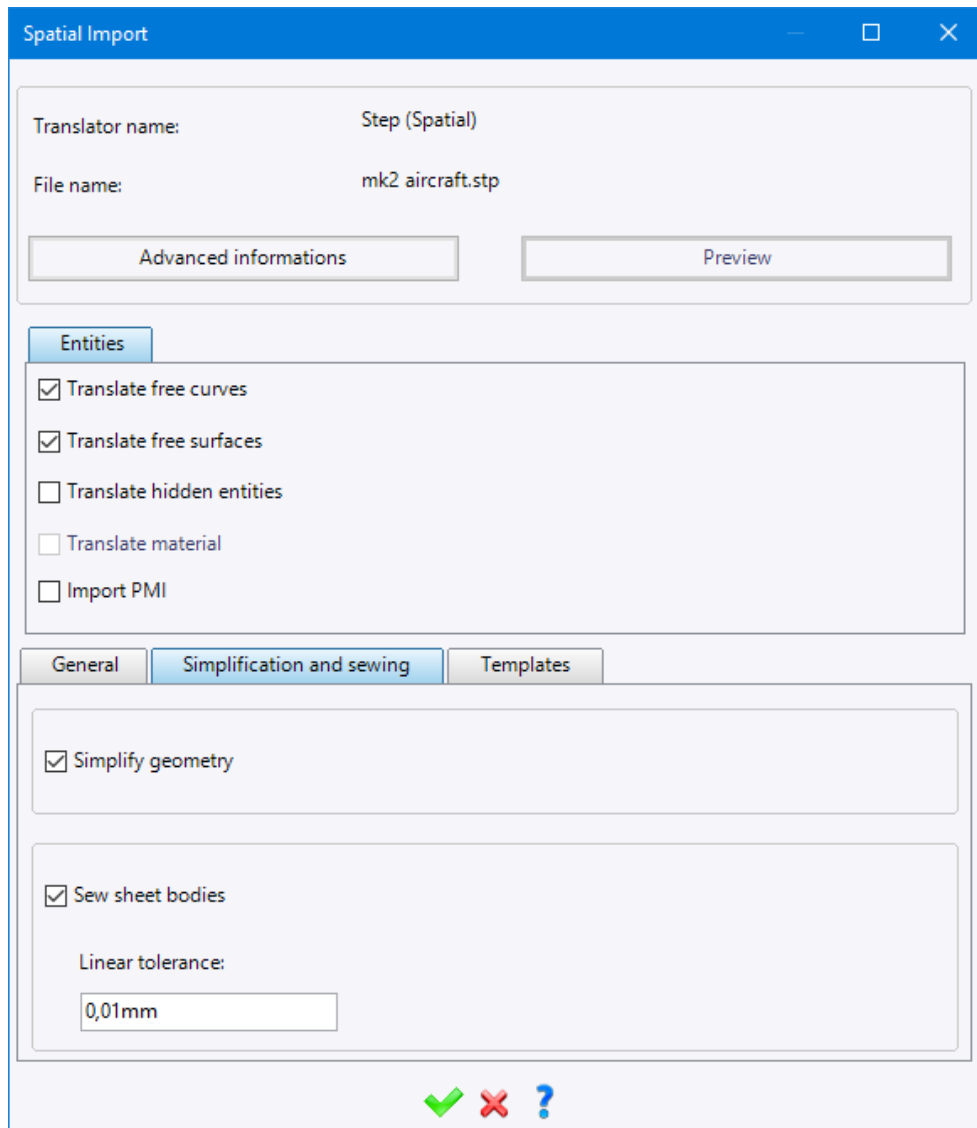 Spatial Import
Translator name: Step (Spatial)
File name: mk2 aircraft.stp
Advanced informations Preview
Entities
Translate free curves
Translate free surfaces
Translate hidden entities
Translate material
Import PMI
General Simplification and sewing Templates
Simplify geometry
Sew sheet bodies
Linear tolerance:
0,01mm